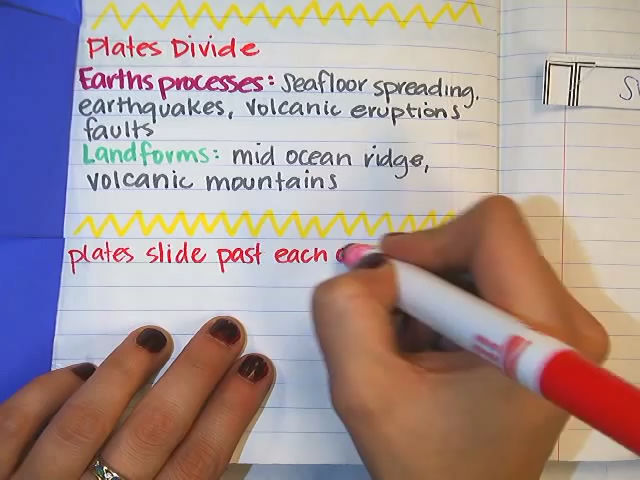 Plates Divide
Earths processes: seafloor spreading.
earthquakes, volcanic eruptions
faults
Landforms: mid ocean ridge,
volcanic mountains
plates slide past each